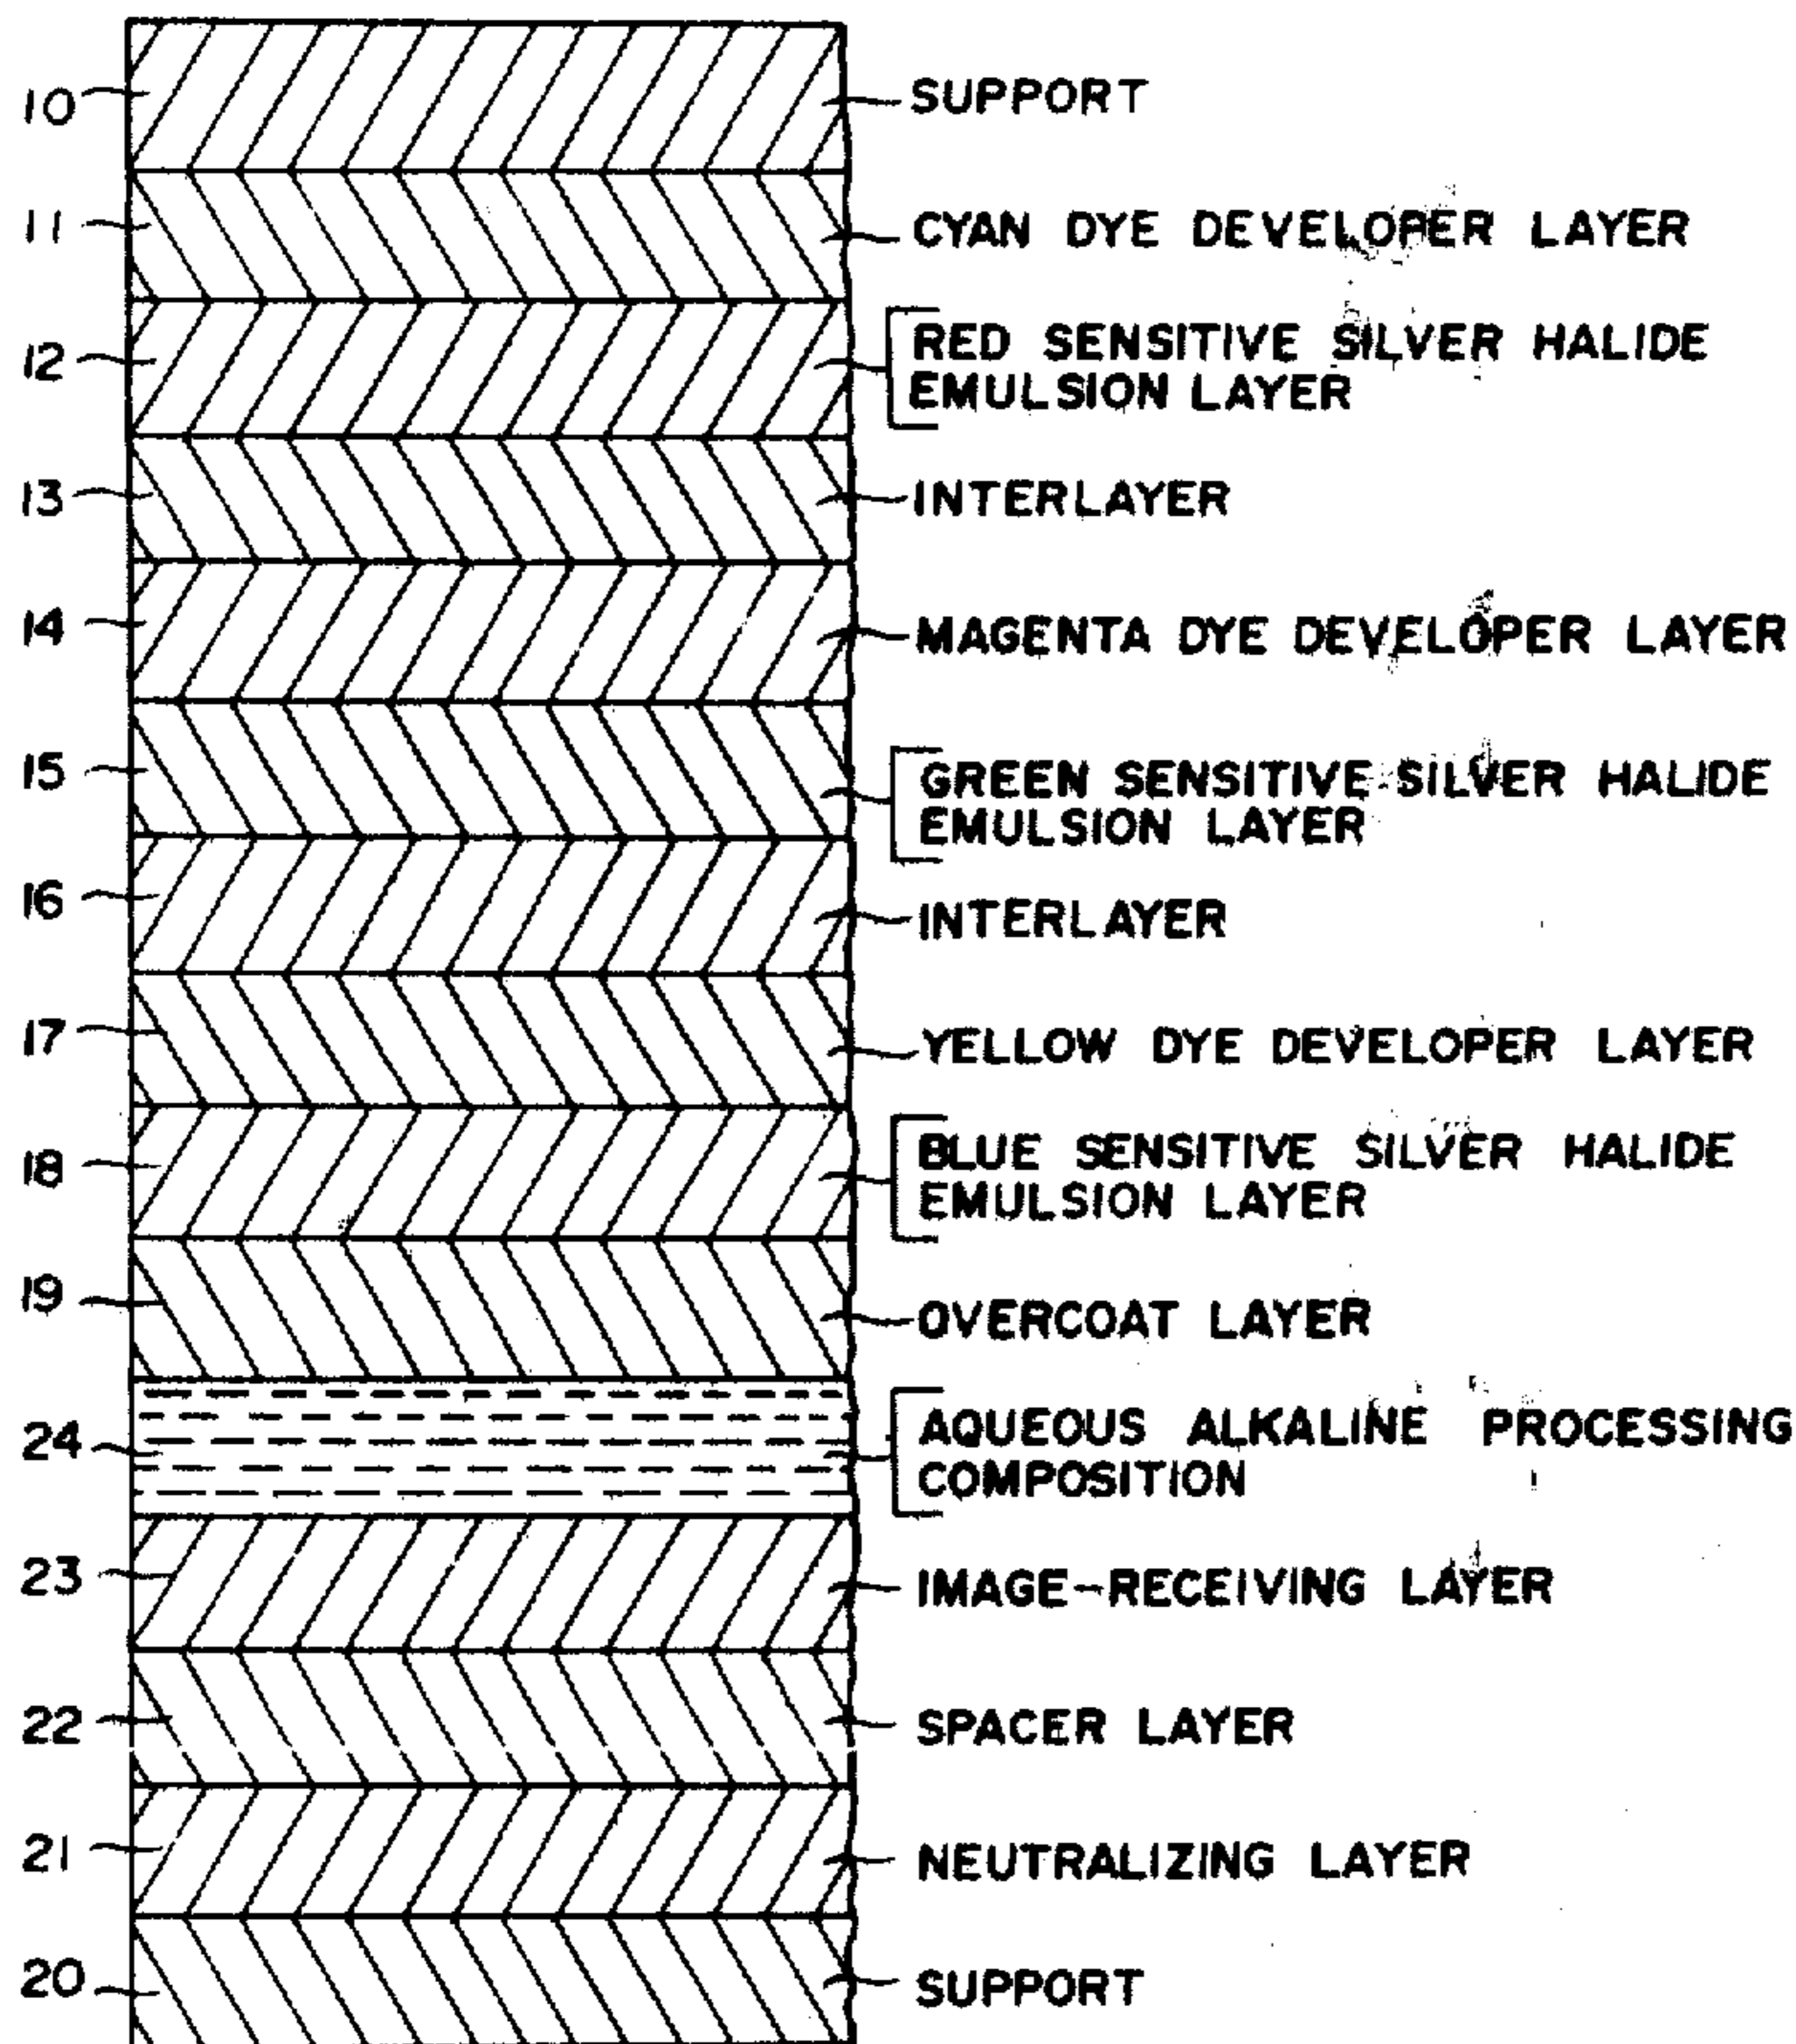 10 SUPPORT
11 CYAN DYE DEVELOPER LAYER
12 RED SENSITIVE SILVER HALIDE
EMULSION LAYER
13 INTERLAYER
14 MAGENTA DYE DEVELOPER LAYER
15 GREEN SENSITIVE SILVER HALIDE
EMULSION LAYER
16 INTERLAYER
17 YELLOW DYE DEVELOPER LAYER
18 BLUE SENSITIVE SILVER HALIDE
EMULSION LAYER
19 OVERCOAT LAYER
24 AQUEOUS ALKALINE PROCESSING
COMPOSITION
23 IMAGE-RECEIVING LAYER
22 SPACER LAYER
21 NEUTRALIZING LAYER
20 SUPPORT